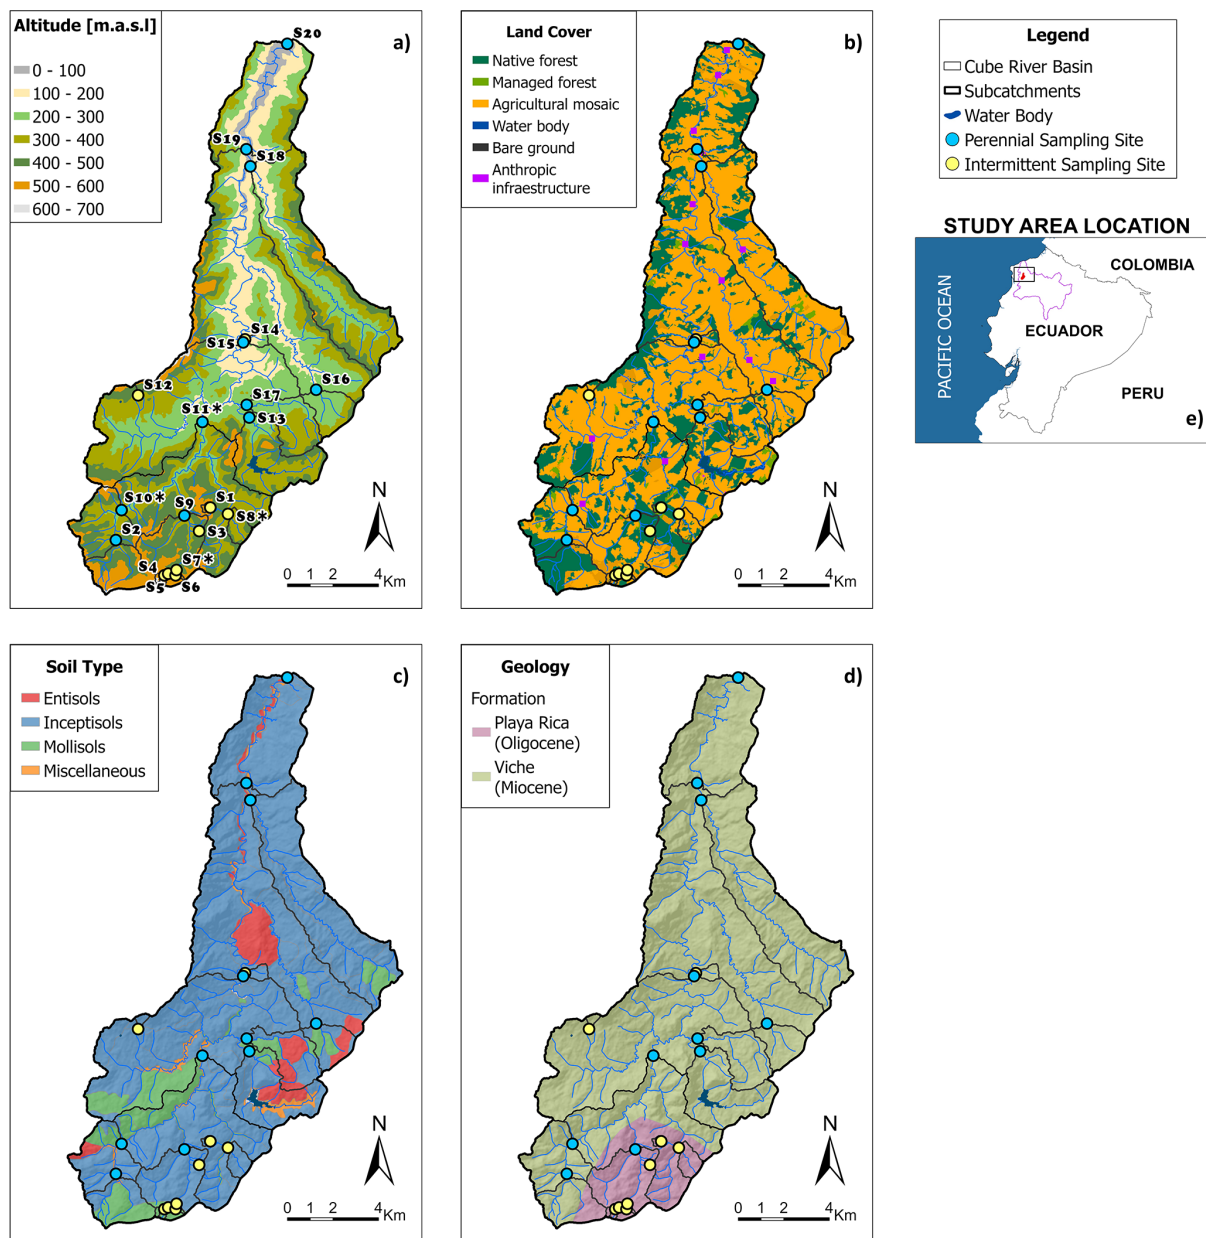 Altitude [m.a.s.l]
0 - 100
100 - 200
200 - 300
300 - 400
400 - 500
500 - 600
600 - 700
a)
S20
S19
S18
S14
S15
S12
S16
S17
S11*
S13
S10*
S9
S1
S8*
S2
S3
S4
S7*
S5
S6
N
0 1 2 4 Km
Land Cover
Native forest
Managed forest
Agricultural mosaic
Water body
Bare ground
Anthropic
infraestructure
b)
N
0 1 2 4 Km
Legend
Cube River Basin
Subcatchments
Water Body
Perennial Sampling Site
Intermittent Sampling Site
STUDY AREA LOCATION
PACIFIC OCEAN
COLOMBIA
ECUADOR
PERU
e)
Soil Type
Entisols
Inceptisols
Mollisols
Miscellaneous
c)
N
0 1 2 4 Km
Geology
Formation
Playa Rica
(Oligocene)
Viche
(Miocene)
d)
N
0 1 2 4 Km